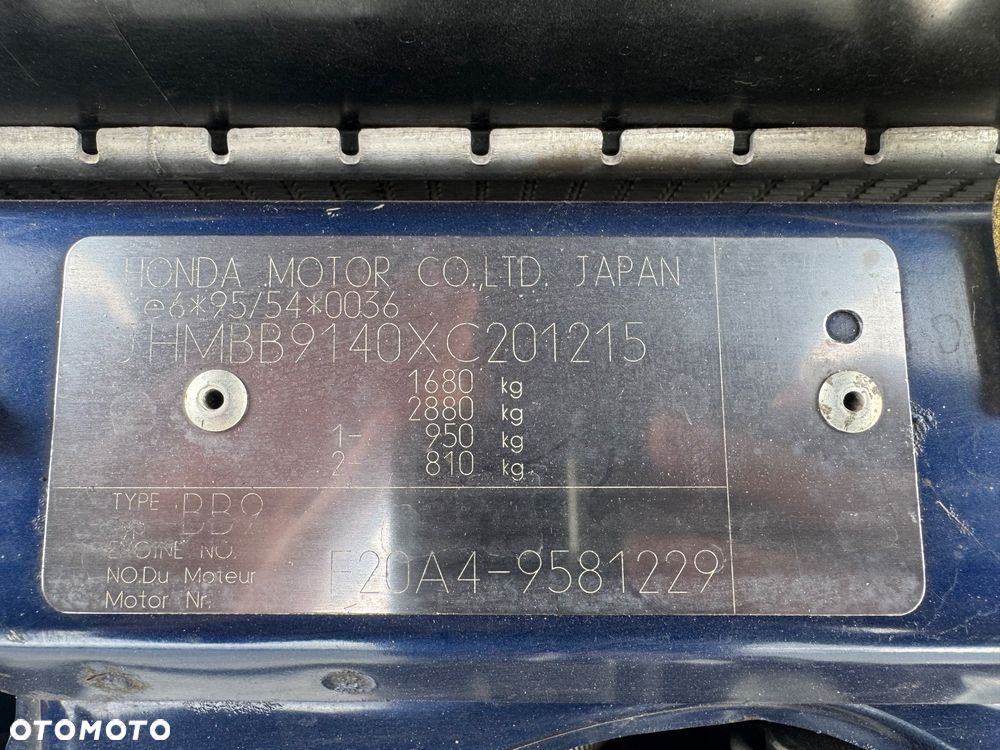 HONDA MOTOR CO.,LTD. JAPAN
*e6*95/54*0036
JHMBB9140XC201215
1680 kg
2880 kg
1- 950 kg
2- 810 kg
TYPE BB9
ENGINE NO.
NO.Du Moteur
Motor Nr. F20A4-9581229
OTOMOTO